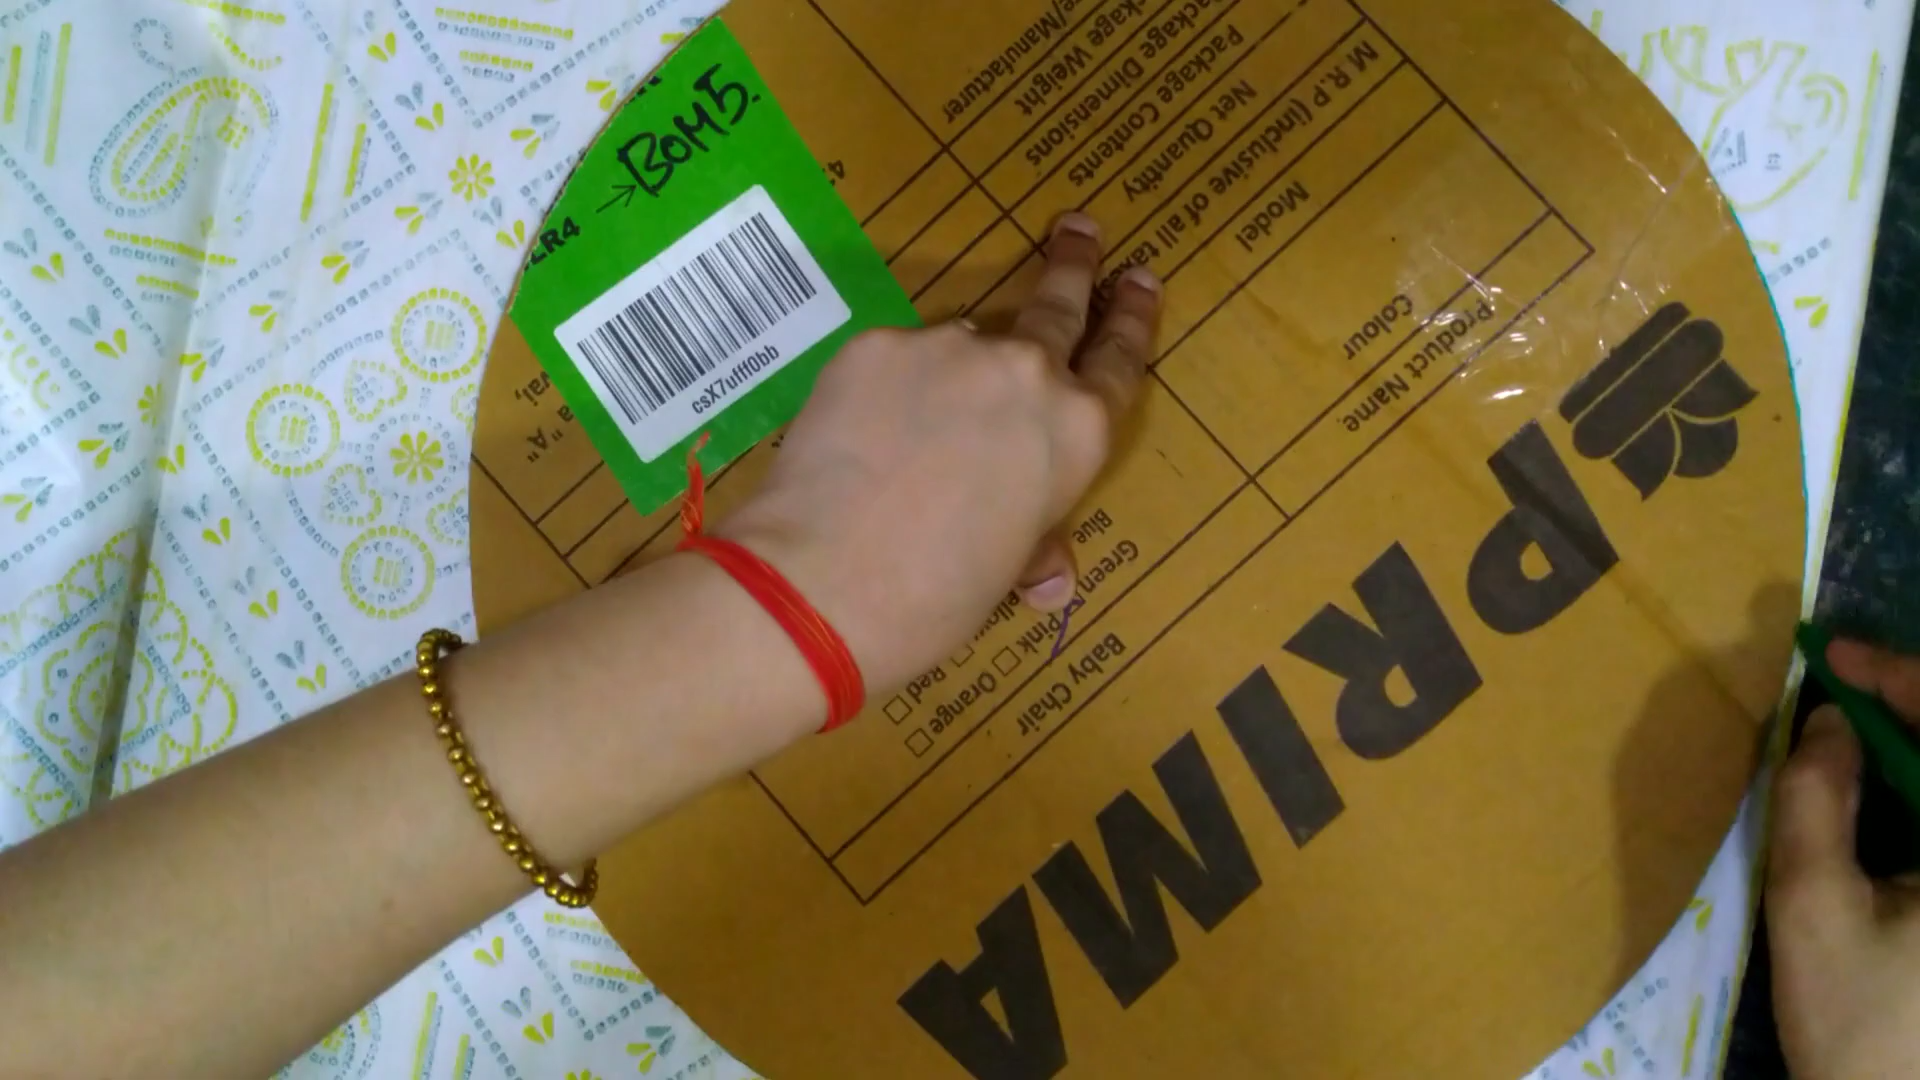 PRIMA
Product Name
Baby Chair
Colour
Green
Pink
Orange
Blue
Red
Model
M.R.P (inclusive of all taxes
Net Quantity
Package Contents
Package Dimensions
Package Weight
/Manufacturer
R4
→BOM5.
csX7ufff0bb